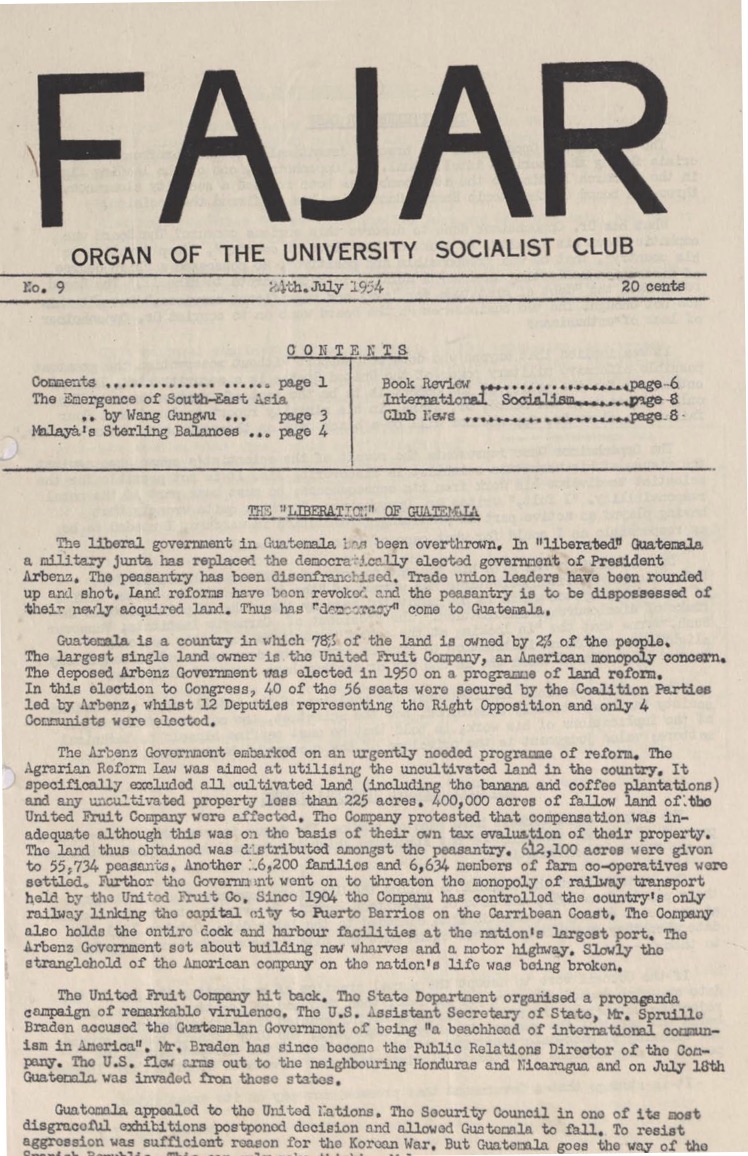 FAJAR
ORGAN OF THE UNIVERSITY SOCIALIST CLUB
No. 9 24th.July 1954 20 cents
CONTENTS
Comments ..................... page 1
The Emergence of South-East Asia
.. by Wang Gungwu ... page 3
Malaya's Sterling Balances ... page 4
Book Review ......................page-6
International Socialism.......page-8
Club News ........................page.8-
THE "LIBERATION" OF GUATEMALA
The liberal government in Guatemala has been overthrown. In "liberated" Guatemala
a military junta has replaced the democratically elected government of President
Arbenz. The peasantry has been disenfranchised. Trade union leaders have been rounded
up and shot. Land reforms have been revoked and the peasantry is to be dispossessed of
their newly acquired land. Thus has "democracy" come to Guatemala.
Guatemala is a country in which 78% of the land is owned by 2% of the people.
The largest single land owner is the United Fruit Company, an American monopoly concern.
The deposed Arbenz Government was elected in 1950 on a programme of land reform.
In this election to Congress, 40 of the 56 seats were secured by the Coalition Parties
led by Arbenz, whilst 12 Deputies representing the Right Opposition and only 4
Communists were elected.
The Arbenz Government embarked on an urgently needed programme of reform. The
Agrarian Reform Law was aimed at utilising the uncultivated land in the country. It
specifically excluded all cultivated land (including the banana and coffee plantations)
and any uncultivated property less than 225 acres. 400,000 acres of fallow land of the
United Fruit Company were affected. The Company protested that compensation was in-
adequate although this was on the basis of their own tax evaluation of their property.
The land thus obtained was distributed amongst the peasantry. 612,100 acres were given
to 55,734 peasants. Another 6,200 families and 6,634 members of farm co-operatives were
settled. Further the Government went on to threaten the monopoly of railway transport
held by the United Fruit Co. Since 1904 the Companu has controlled the country's only
railway linking the capital city to Puerto Barrios on the Carribean Coast. The Company
also holds the entire dock and harbour facilities at the nation's largest port. The
Arbenz Government set about building new wharves and a motor highway. Slowly the
stranglehold of the American company on the nation's life was being broken.
The United Fruit Company hit back. The State Department organised a propaganda
campaign of remarkable virulence. The U.S. Assistant Secretary of State, Mr. Spruille
Braden accused the Guatemalan Government of being "a beachhead of international commun-
ism in America". Mr. Braden has since become the Public Relations Director of the Com-
pany. The U.S. flew arms out to the neighbouring Honduras and Nicaragua and on July 18th
Guatemala was invaded from these states.
Guatemala appealed to the United Nations. The Security Council in one of its most
disgraceful exhibitions postponed decision and allowed Guatemala to fall. To resist
aggression was sufficient reason for the Korean War. But Guatemala goes the way of the